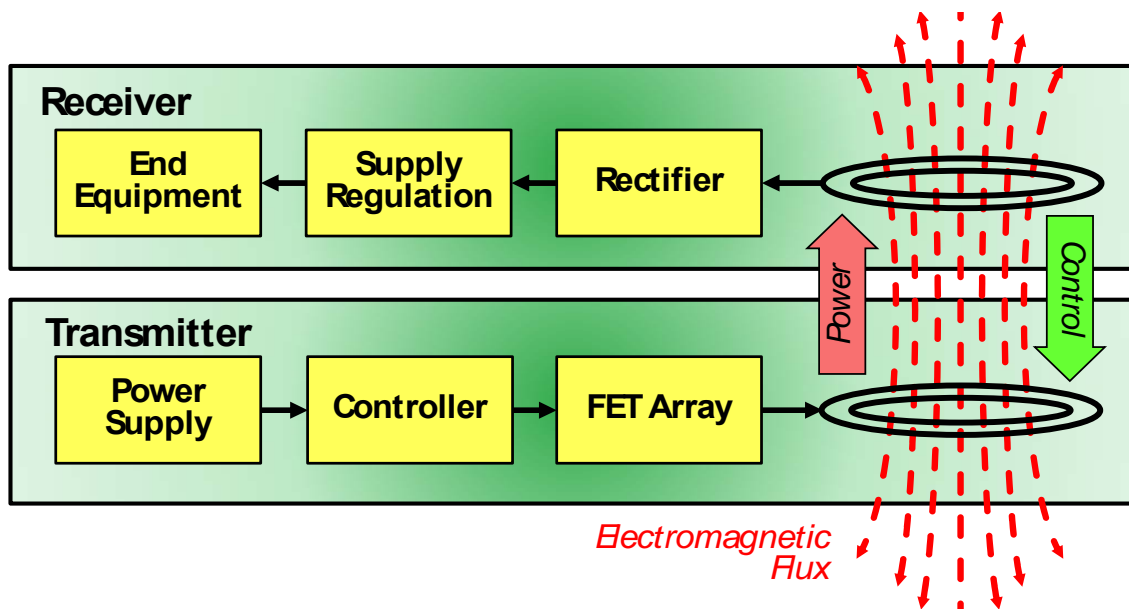 Receiver
End
Equipment
Supply
Regulation
Rectifier
Power
Control
Transmitter
Power
Supply
Controller
FET Array
Electromagnetic
Flux